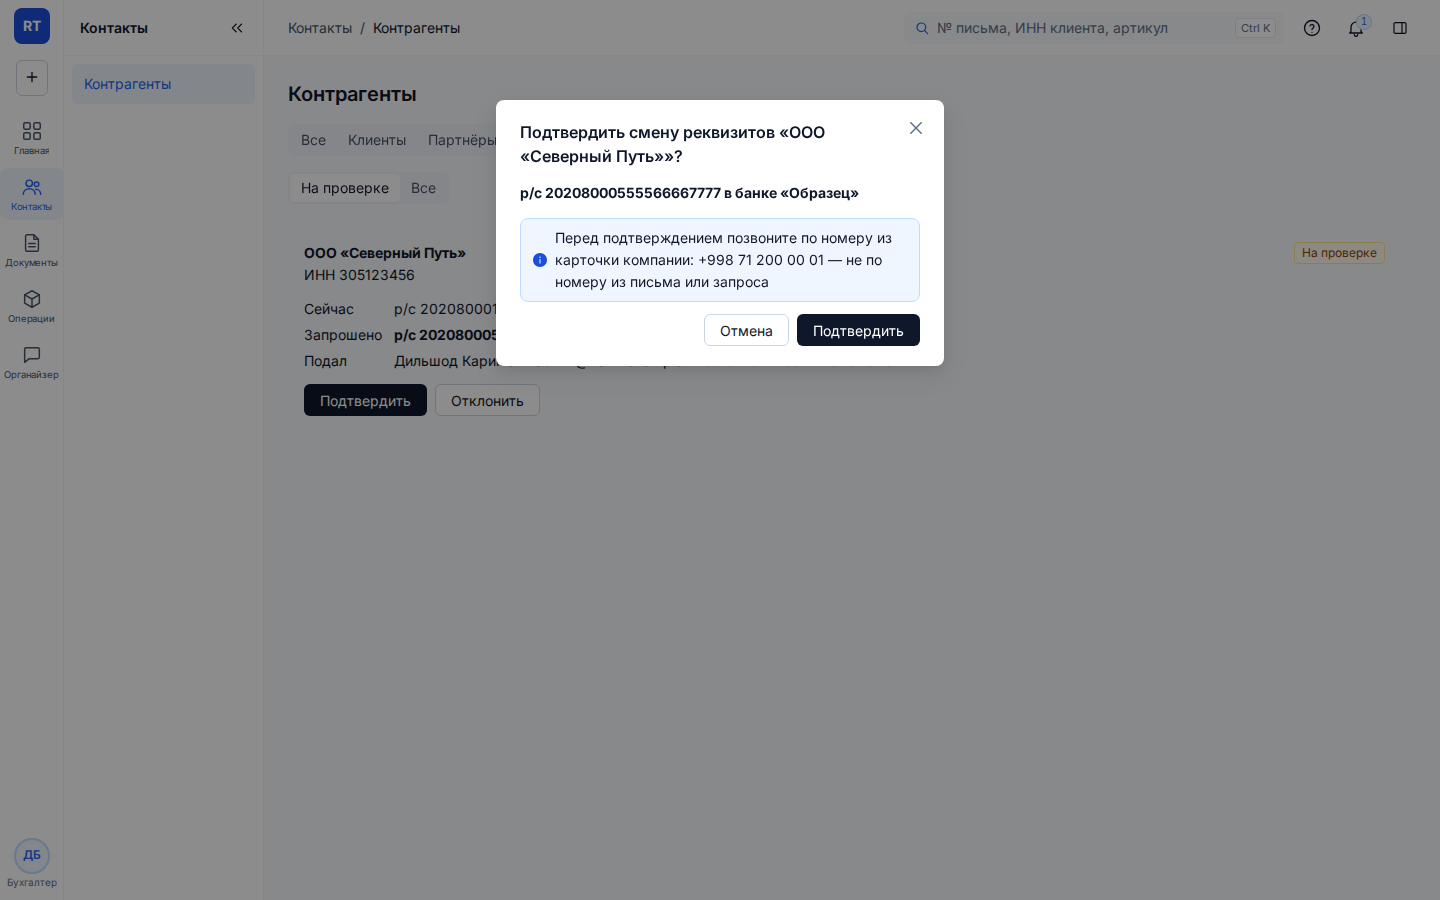 RT
Контакты
Контакты / Контрагенты
№ письма, ИНН клиента, артикул
Ctrl K
1
Контрагенты
Главная
Контакты
Документы
Операции
Органайзер
ДБ
Бухгалтер
Контрагенты
Все Клиенты Партнёры
На проверке Все
ООО «Северный Путь»
На проверке
ИНН 305123456
Сейчас р/с 202080001
Запрошено р/с 202080005
Подал Дильшод Кари
Подтвердить Отклонить
Подтвердить смену реквизитов «ООО
«Северный Путь»»?
р/с 20208000555566667777 в банке «Образец»
Перед подтверждением позвоните по номеру из
карточки компании: +998 71 200 00 01 — не по
номеру из письма или запроса
Отмена Подтвердить